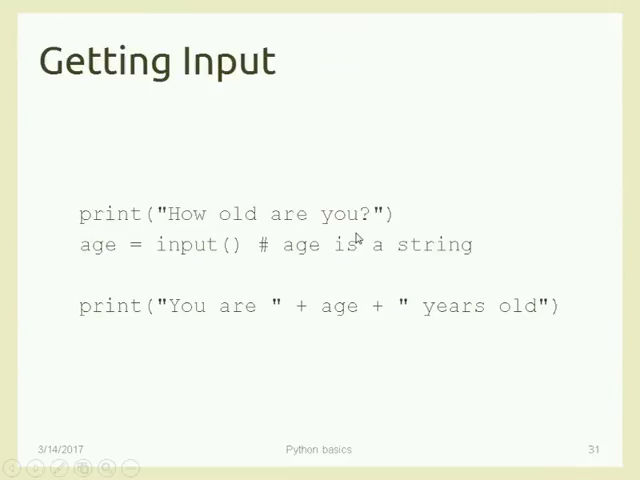 Getting Input
print("How old are you?")
age = input() # age is a string
print("You are " + age + " years old")
3/14/2017
Python basics
31